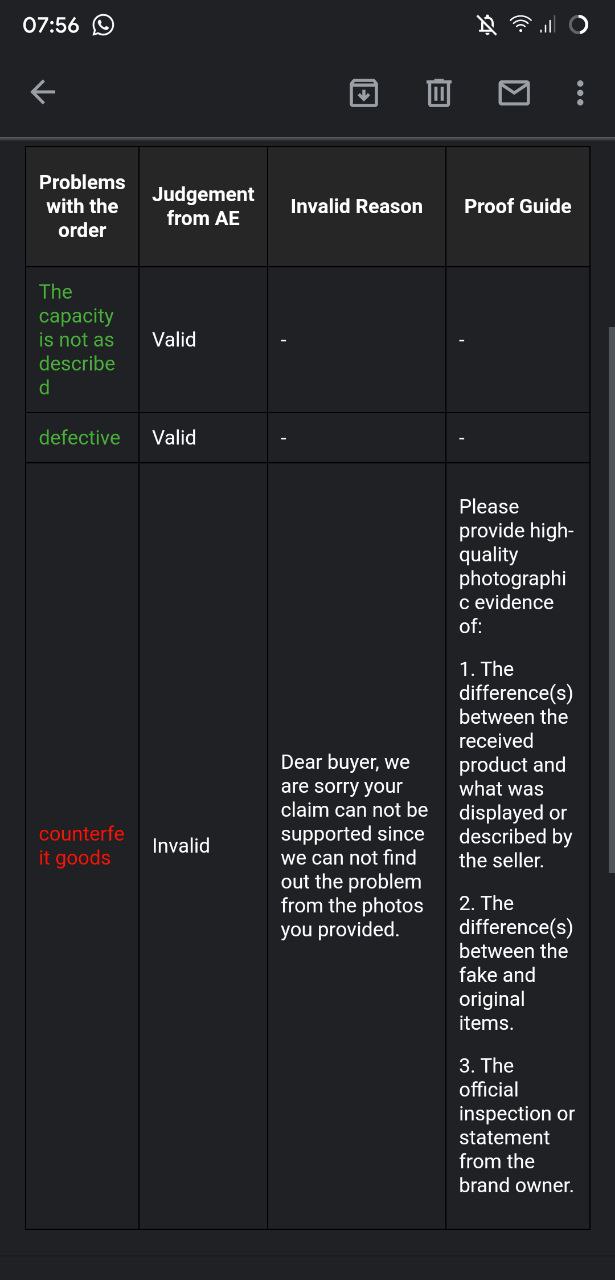 07:56
Problems
with the
order
Judgement
from AE
Invalid Reason
Proof Guide
The
capacity
is not as
describe
d
Valid
-
-
defective
Valid
-
-
counterfe
it goods
Invalid
Dear buyer, we
are sorry your
claim can not be
supported since
we can not find
out the problem
from the photos
you provided.
Please
provide high-
quality
photographi
c evidence
of:
1. The
difference(s)
between the
received
product and
what was
displayed or
described by
the seller.
2. The
difference(s)
between the
fake and
original
items.
3. The
official
inspection or
statement
from the
brand owner.